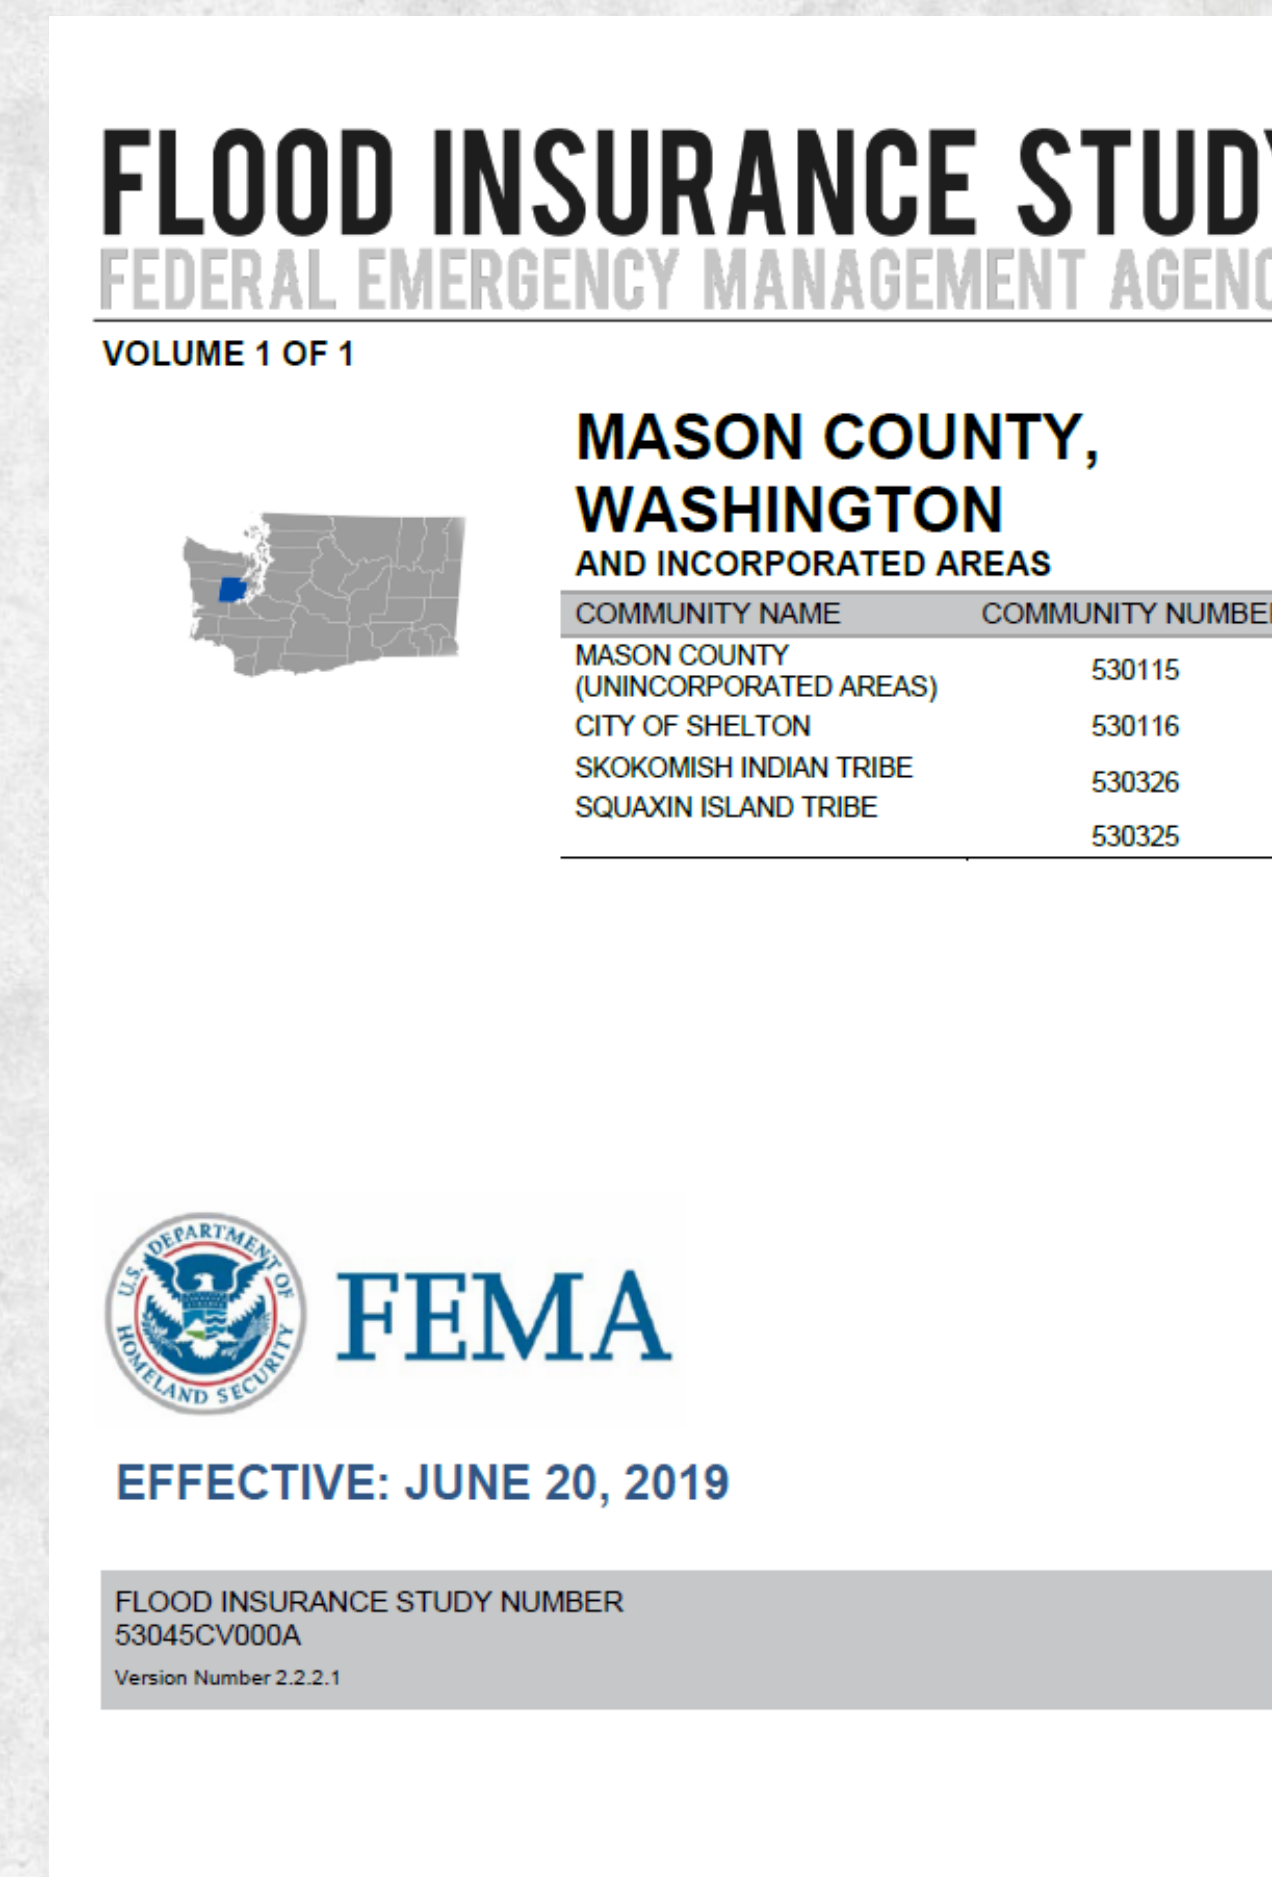 FLOOD INSURANCE STUDY
FEDERAL EMERGENCY MANAGEMENT AGENC
VOLUME 1 OF 1
MASON COUNTY,
WASHINGTON
AND INCORPORATED AREAS
COMMUNITY NAME COMMUNITY NUMBER
MASON COUNTY
(UNINCORPORATED AREAS) 530115
CITY OF SHELTON 530116
SKOKOMISH INDIAN TRIBE 530326
SQUAXIN ISLAND TRIBE
530325
U.S. DEPARTMENT OF
HOMELAND SECURITY
FEMA
EFFECTIVE: JUNE 20, 2019
FLOOD INSURANCE STUDY NUMBER
53045CV000A
Version Number 2.2.2.1